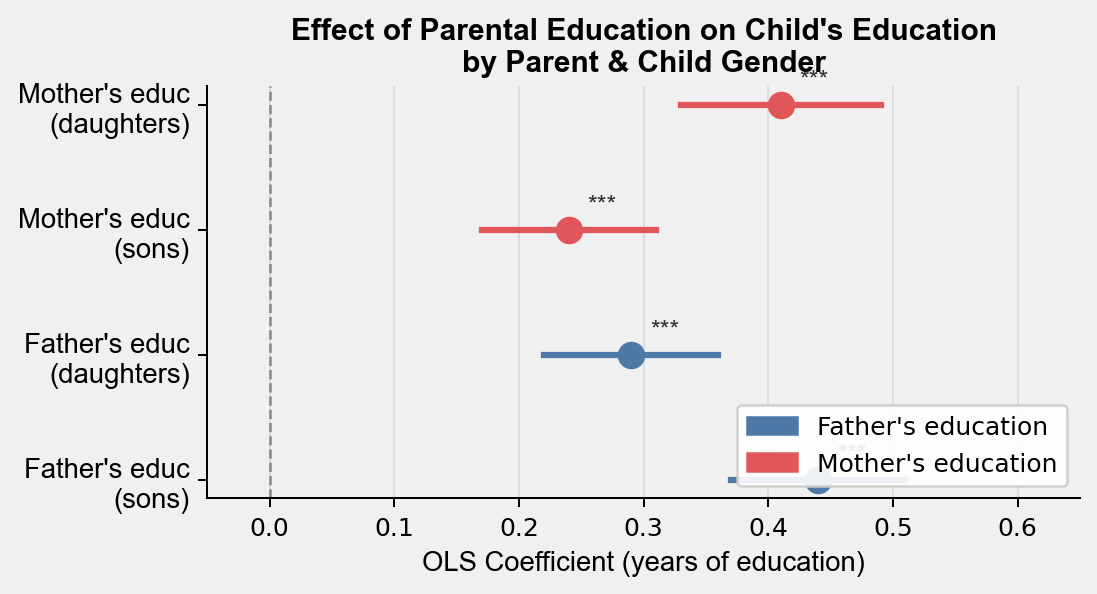 Effect of Parental Education on Child's Education
by Parent & Child Gender
***
Mother's educ
(daughters)
***
Mother's educ
(sons)
***
Father's educ
(daughters)
***
Father's educ
(sons)
Father's education
Mother's education
0.0 0.1 0.2 0.3 0.4 0.5 0.6
OLS Coefficient (years of education)